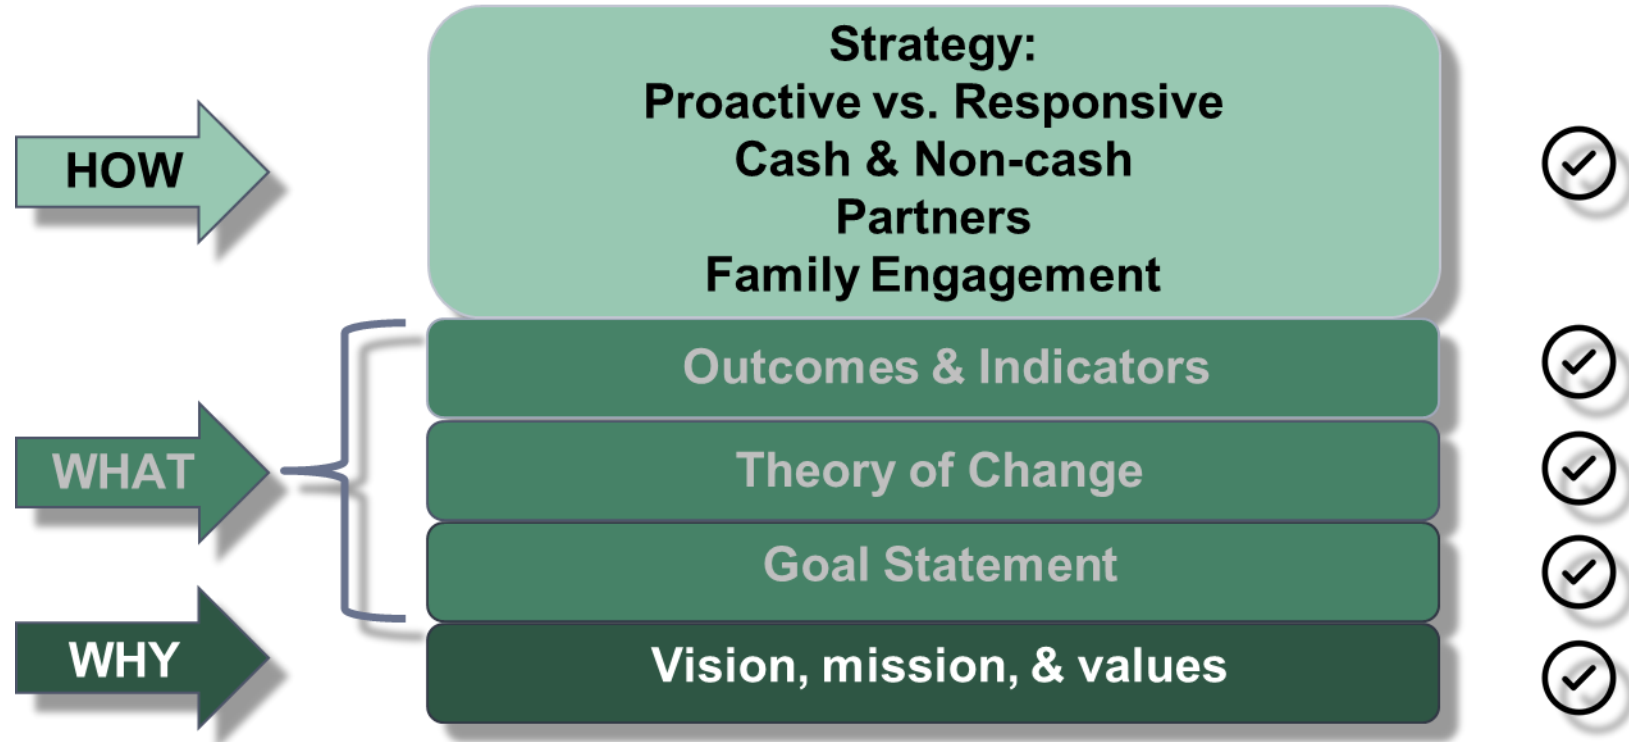 HOW
Strategy:
Proactive vs. Responsive
Cash & Non-cash
Partners
Family Engagement
WHAT
Outcomes & Indicators
Theory of Change
Goal Statement
WHY
Vision, mission, & values